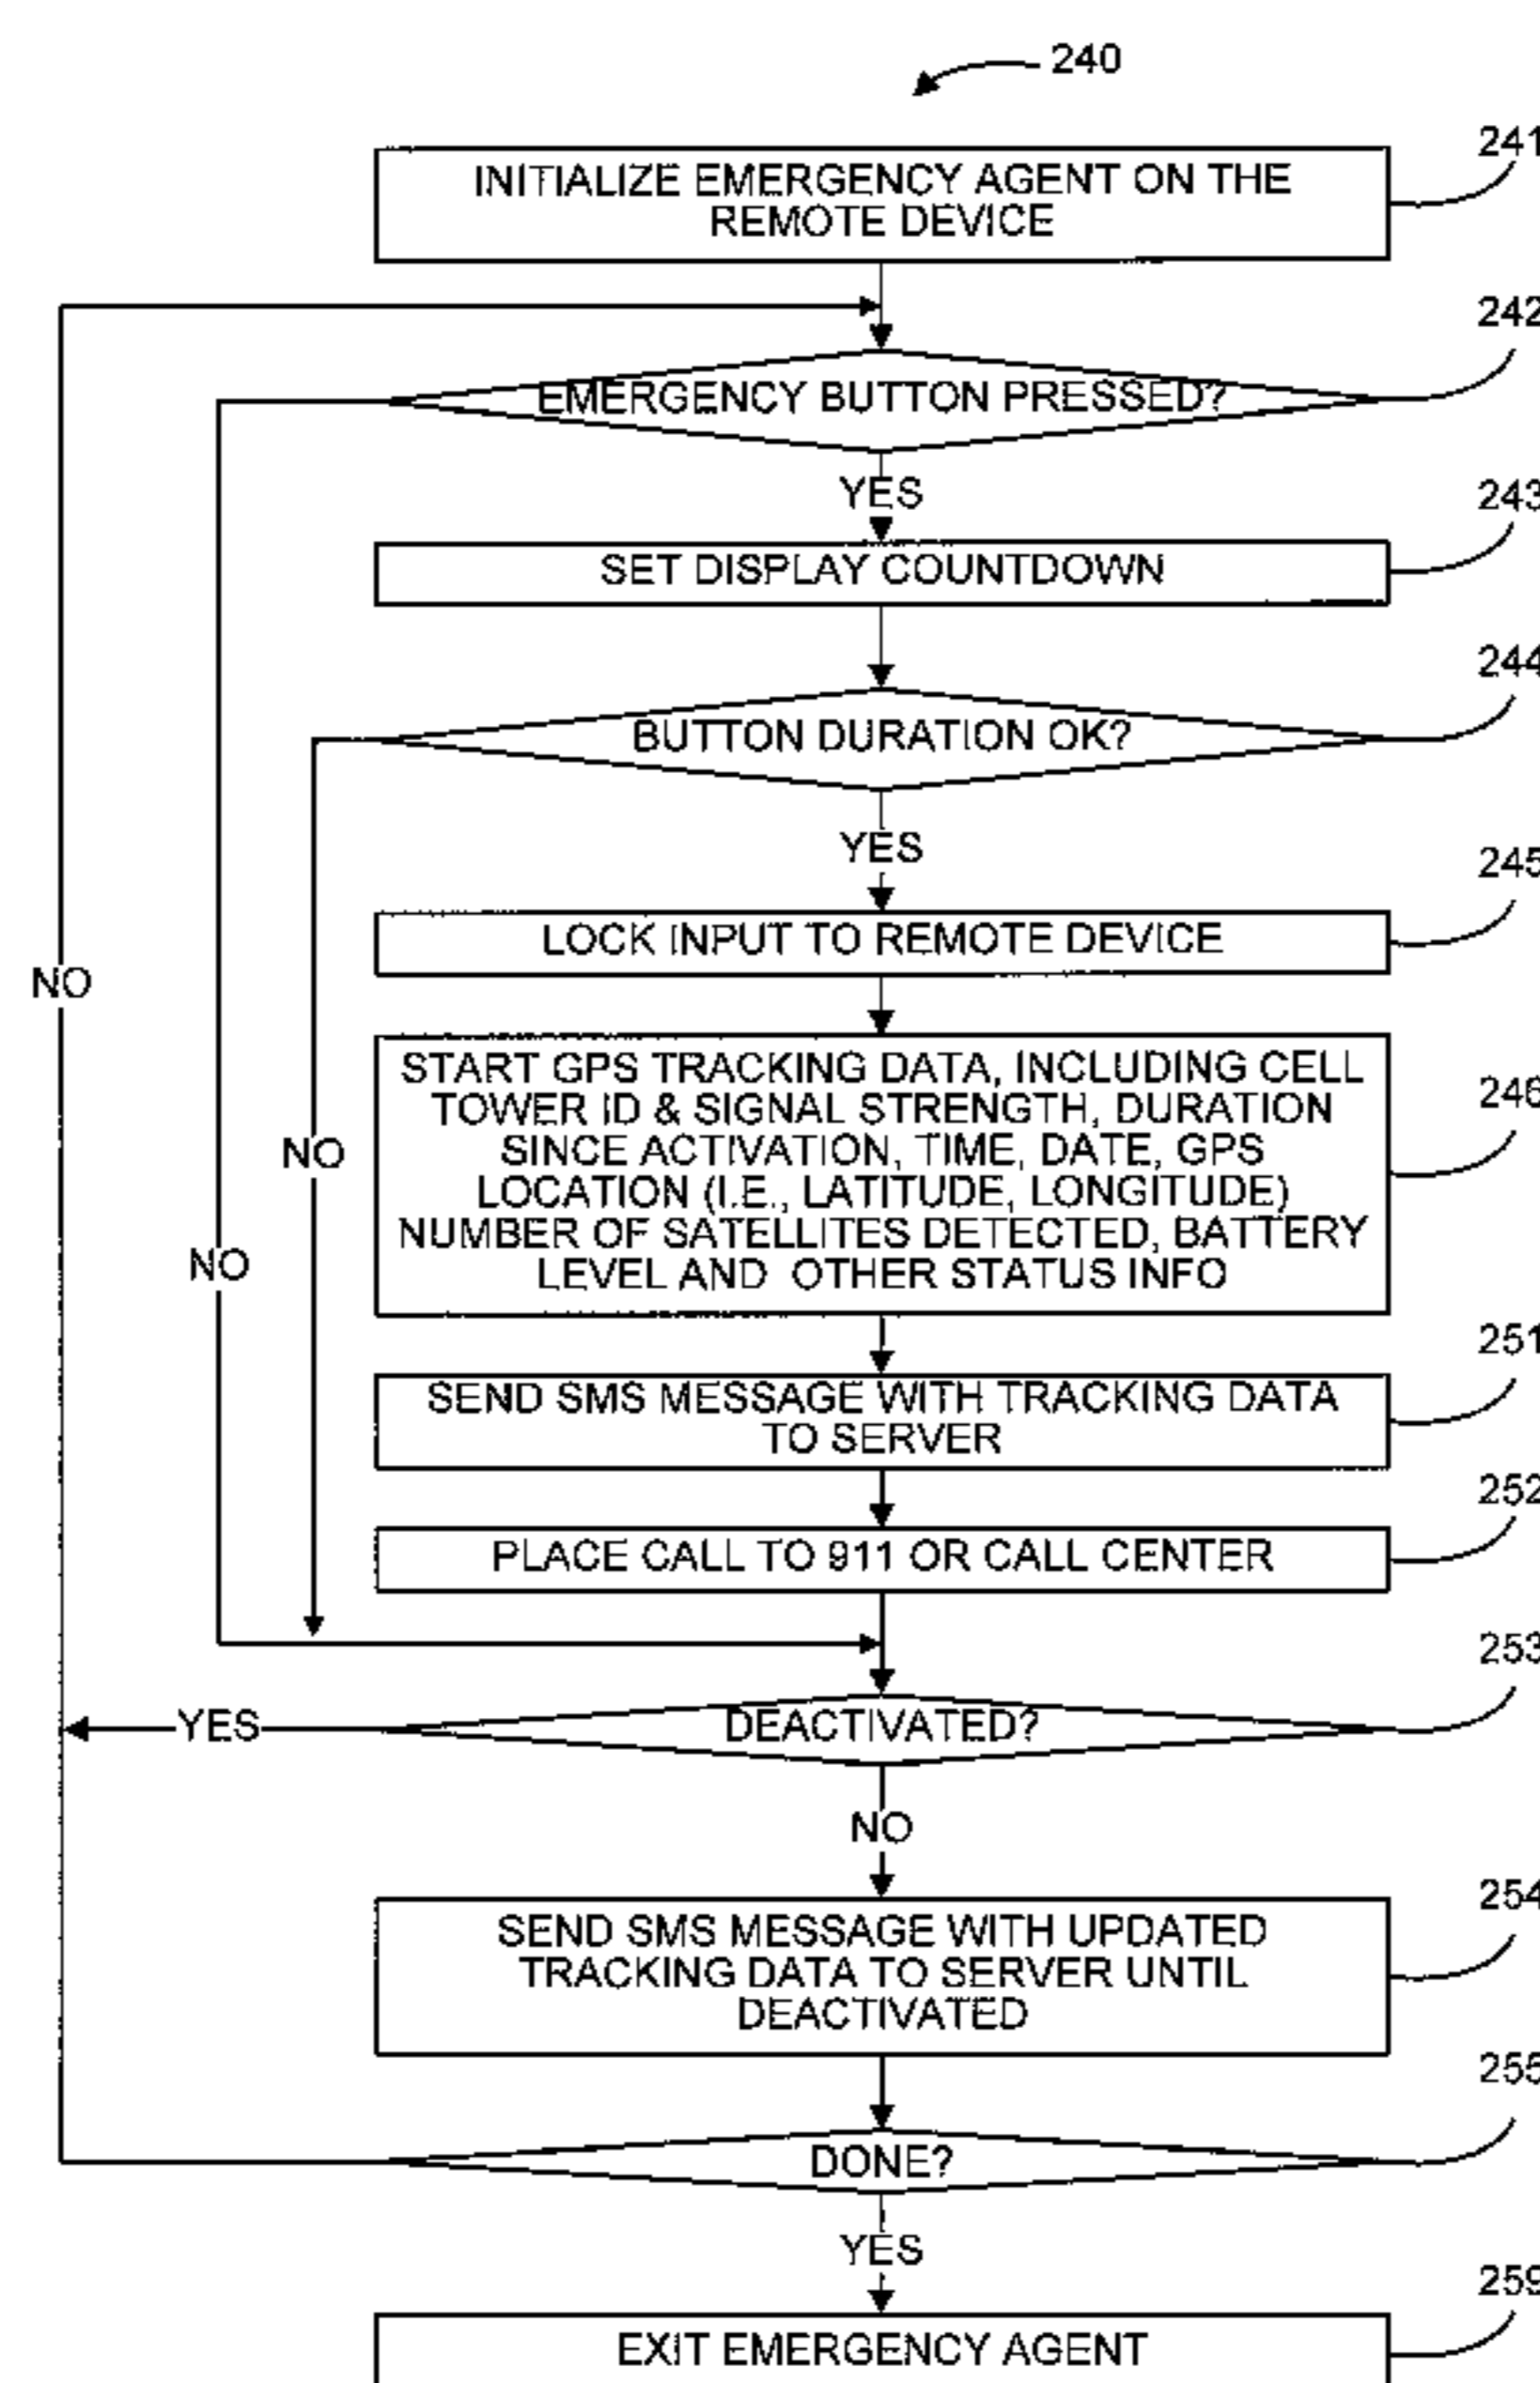 240
241
INITIALIZE EMERGENCY AGENT ON THE
REMOTE DEVICE
242
EMERGENCY BUTTON PRESSED?
YES
243
SET DISPLAY COUNTDOWN
244
BUTTON DURATION OK?
YES
245
LOCK INPUT TO REMOTE DEVICE
NO
246
START GPS TRACKING DATA, INCLUDING CELL
TOWER ID & SIGNAL STRENGTH, DURATION
SINCE ACTIVATION, TIME, DATE, GPS
LOCATION (I.E., LATITUDE, LONGITUDE)
NUMBER OF SATELLITES DETECTED, BATTERY
LEVEL AND OTHER STATUS INFO
NO
NO
251
SEND SMS MESSAGE WITH TRACKING DATA
TO SERVER
252
PLACE CALL TO 911 OR CALL CENTER
253
DEACTIVATED?
YES
NO
254
SEND SMS MESSAGE WITH UPDATED
TRACKING DATA TO SERVER UNTIL
DEACTIVATED
255
DONE?
YES
259
EXIT EMERGENCY AGENT